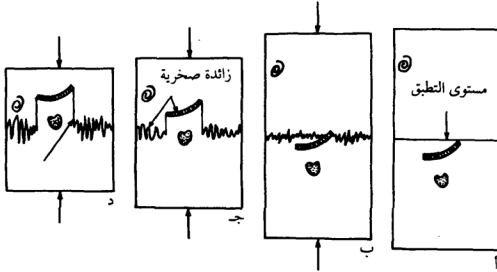 زائدة صخرية
مستوى التطبق
أ
ب
جـ
د